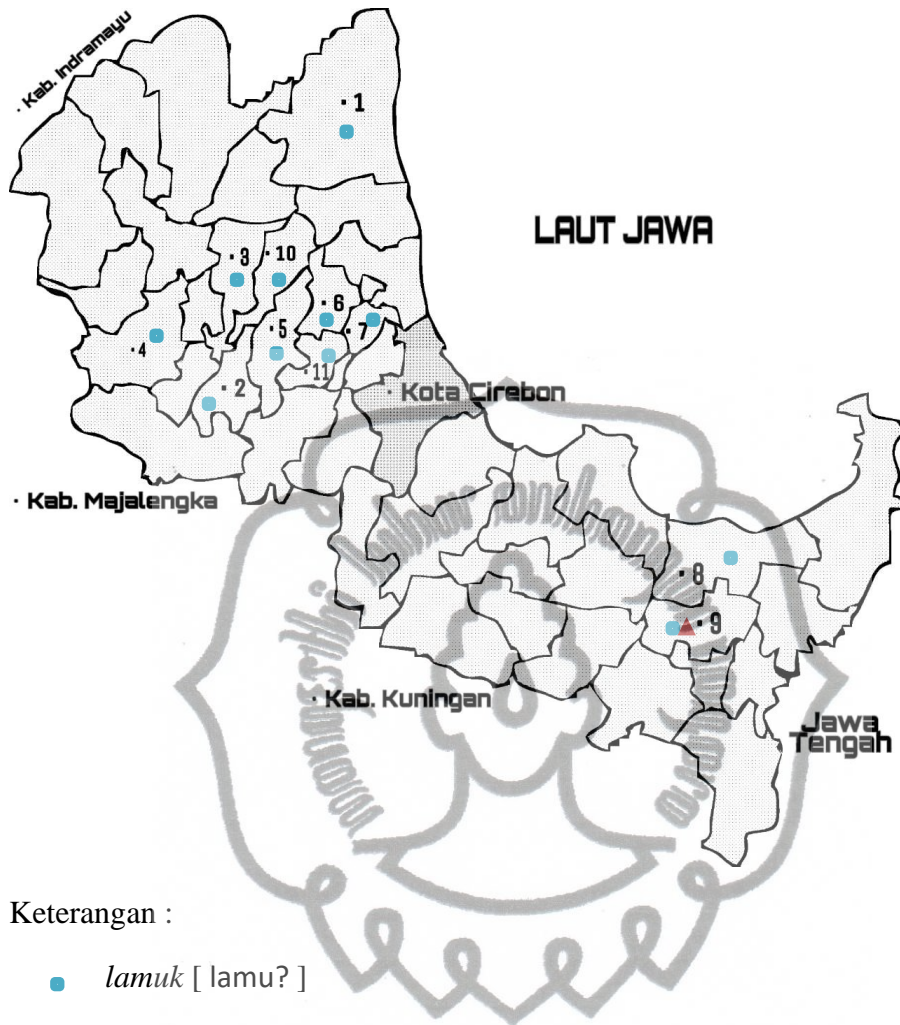 · Kab. Indramayu
· 1
LAUT JAWA
· 3
· 10
· 6
· 5
· 7
· 4
· 11
· 2
· Kota Cirebon
· Kab. Majalengka
· 8
· 9
· Kab. Kuningan
Jawa
Tengah
Keterangan :
lamuk [ lamu? ]